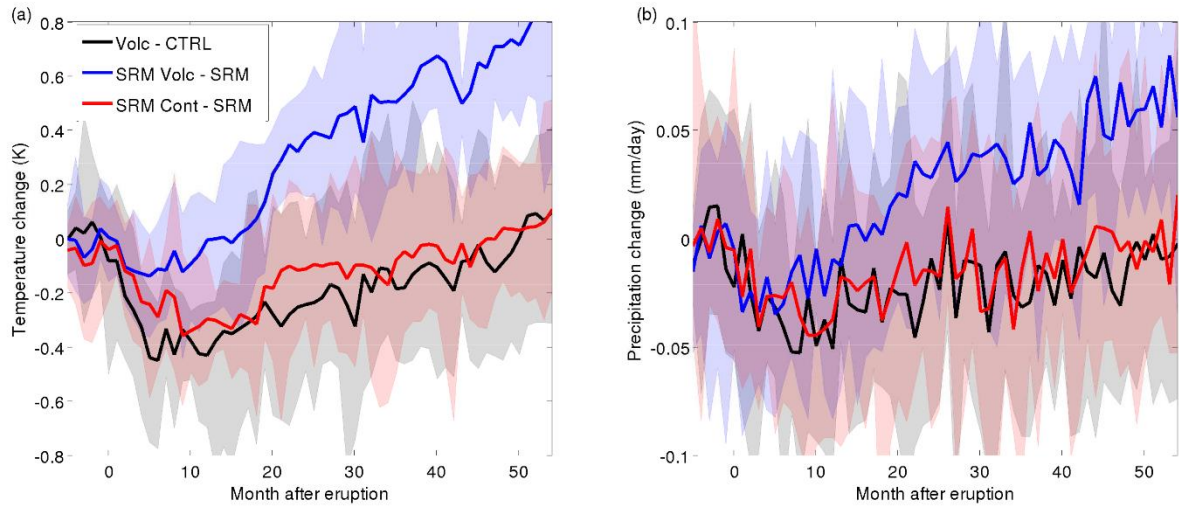 (a)
0.8
0.6
0.4
0.2
0
-0.2
-0.4
-0.6
-0.8
Temperature change (K)
Volc - CTRL
SRM Volc - SRM
SRM Cont - SRM
0 10 20 30 40 50
Month after eruption
(b)
0.1
0.05
0
-0.05
-0.1
Precipitation change (mm/day)
0 10 20 30 40 50
Month after eruption